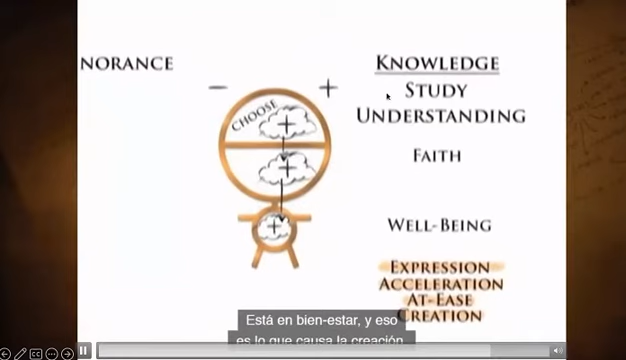 NORANCE
− +
KNOWLEDGE
STUDY
UNDERSTANDING
CHOOSE
+
FAITH
+
WELL-BEING
+
EXPRESSION
ACCELERATION
AT-EASE
CREATION
Está en bien-estar, y eso
es lo que causa la creación